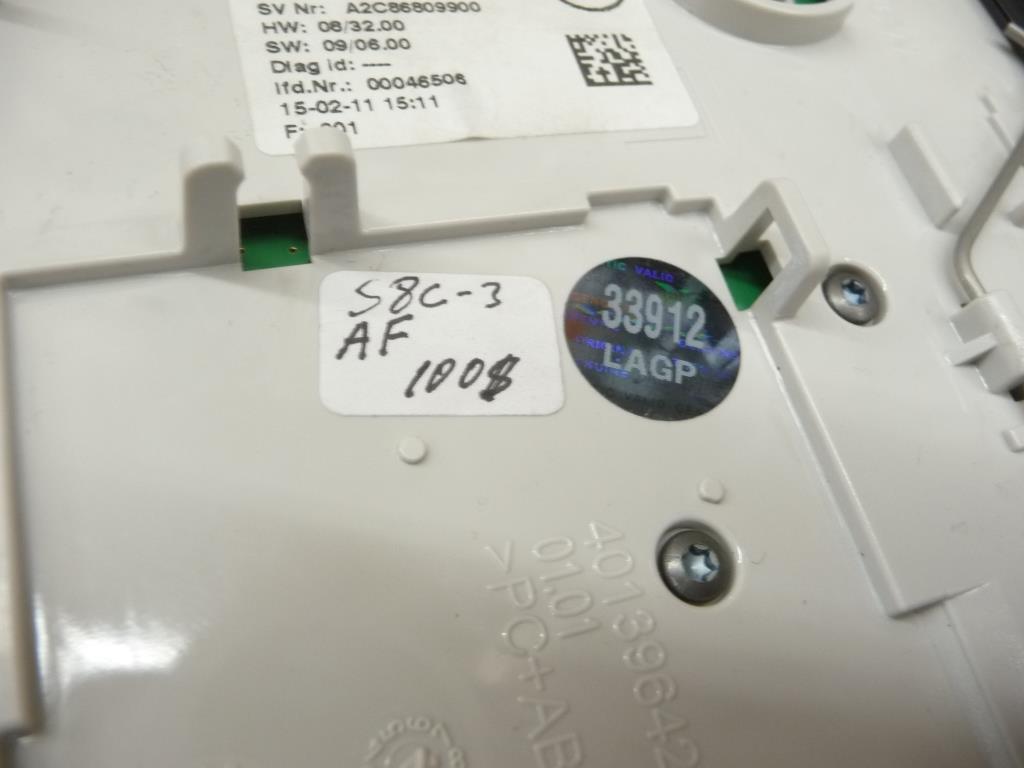 SV Nr: A2C86809900
HW: 08/32.00
SW: 09/06.00
Diag id: ----
lfd.Nr.: 00046506
15-02-11 15:11
S8C-3
AF
100$
VALID
33912
LAGP
40139642
01.01
>PC+AB